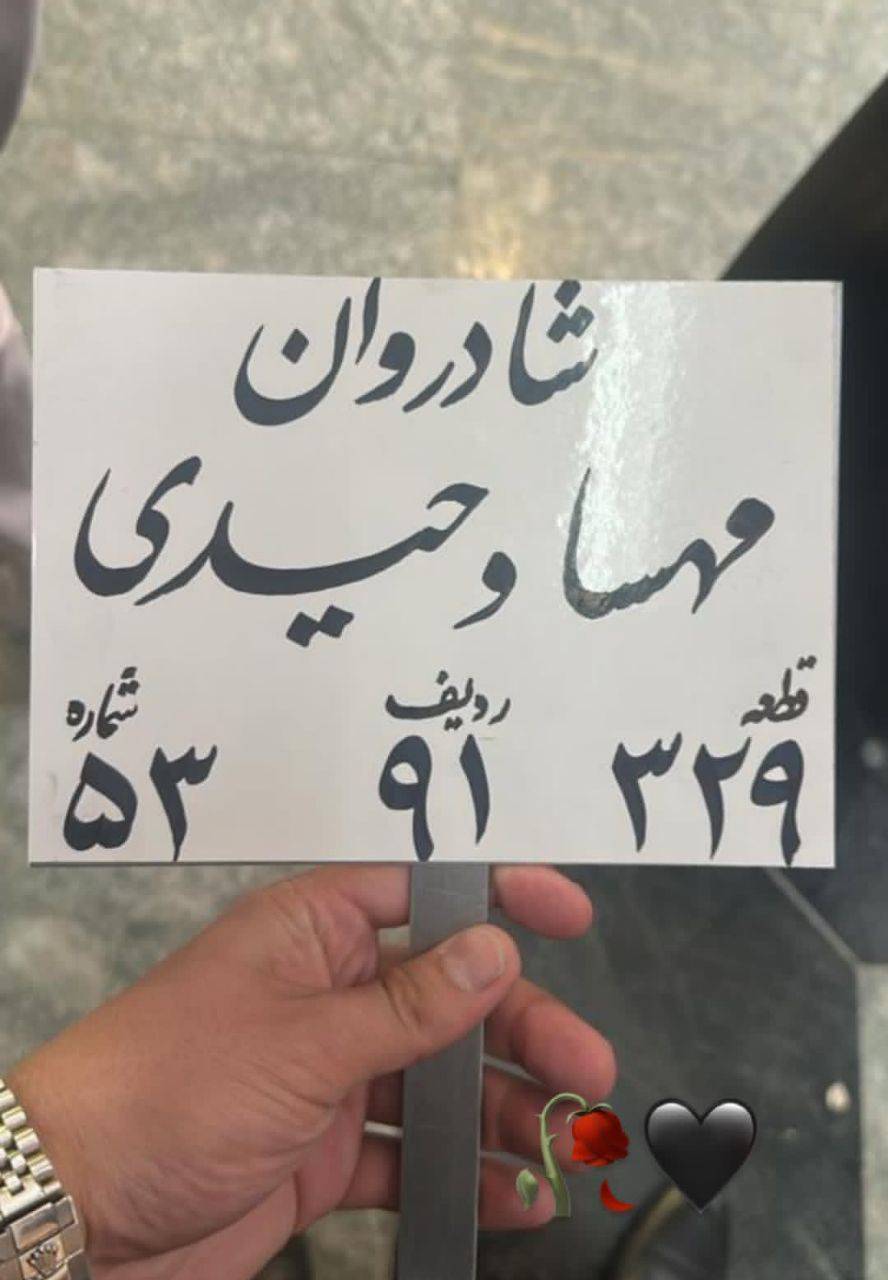 شادروان
مهسا وحیدی
قطعه ردیف شماره
۳۲۹ ۹۱ ۵۳